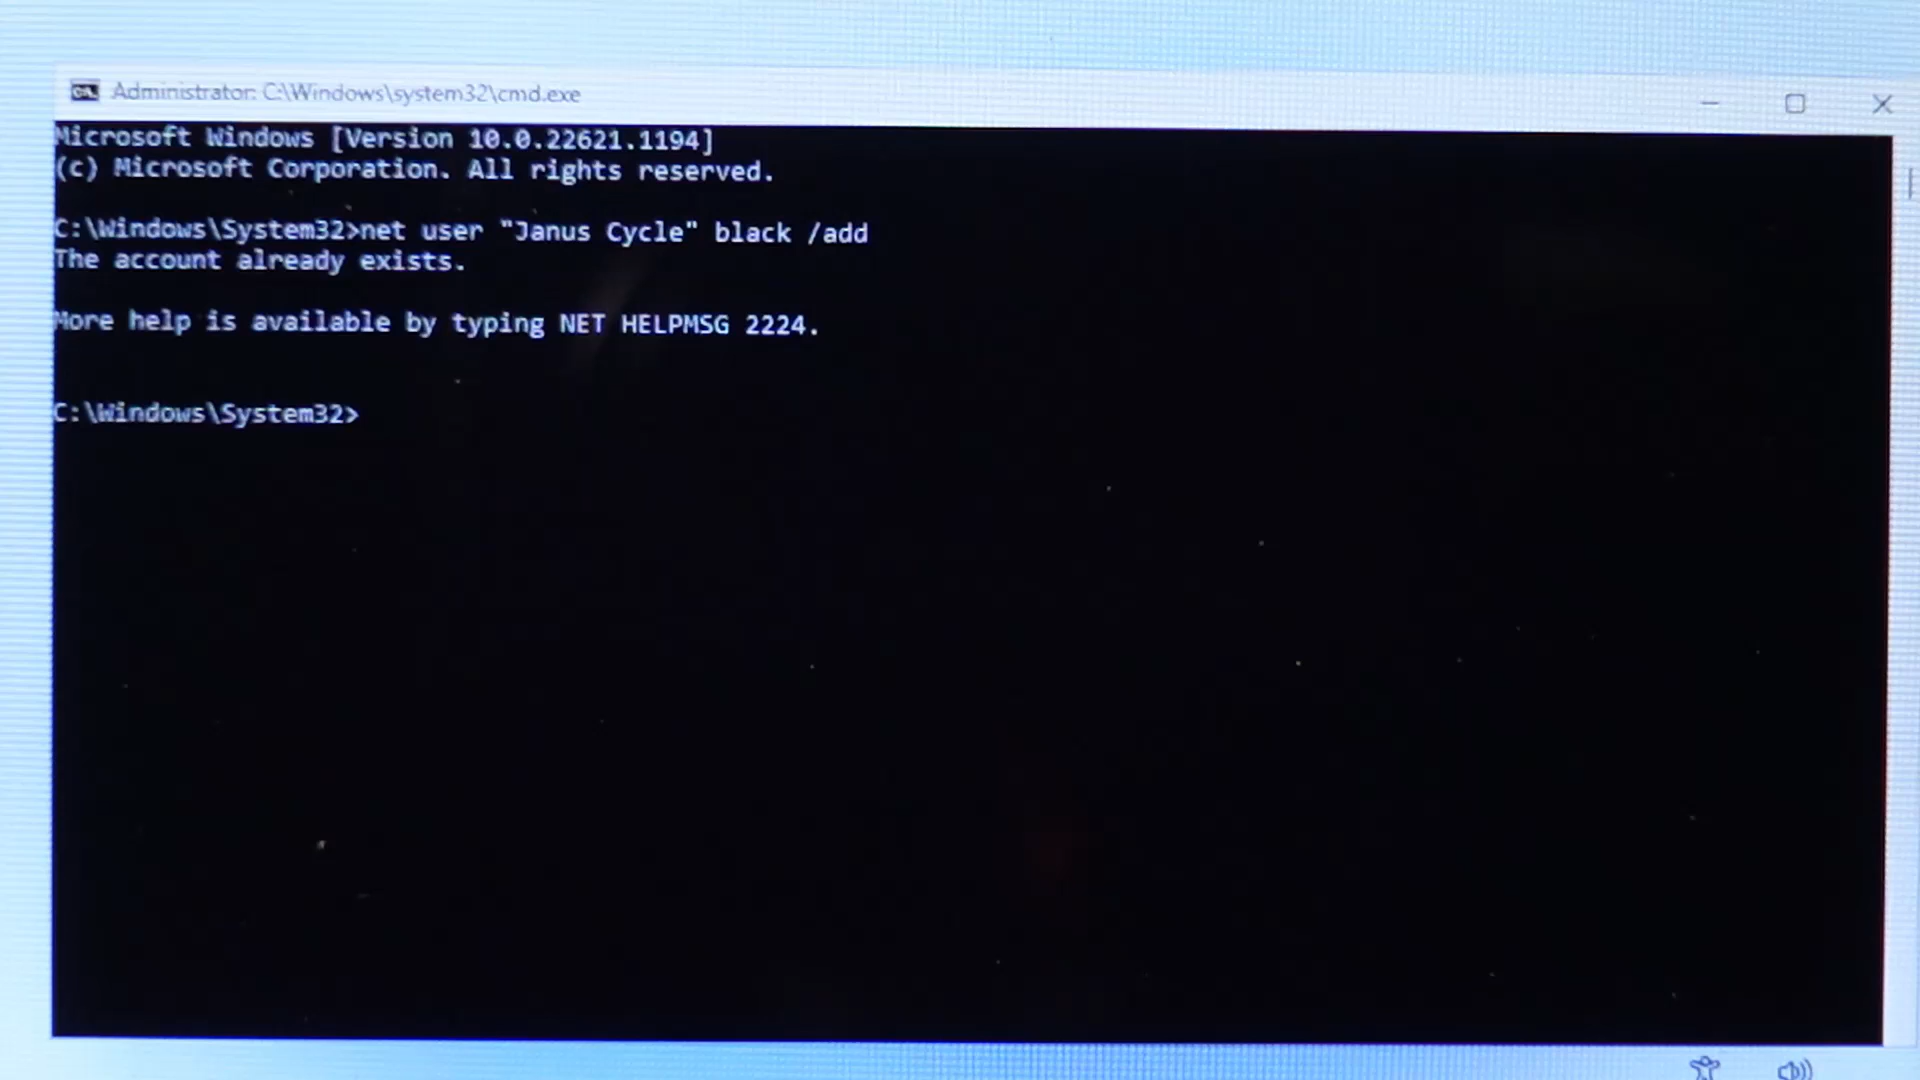 Administrator: C:\Windows\system32\cmd.exe
Microsoft Windows [Version 10.0.22621.1194]
(c) Microsoft Corporation. All rights reserved.
C:\Windows\System32>net user "Janus Cycle" black /add
The account already exists.
More help is available by typing NET HELPMSG 2224.
C:\Windows\System32>